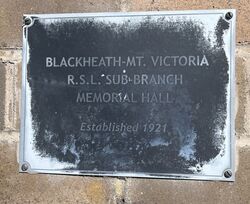 BLACKHEATH-MT. VICTORIA
R.S.L. SUB-BRANCH
MEMORIAL HALL
Established 1921